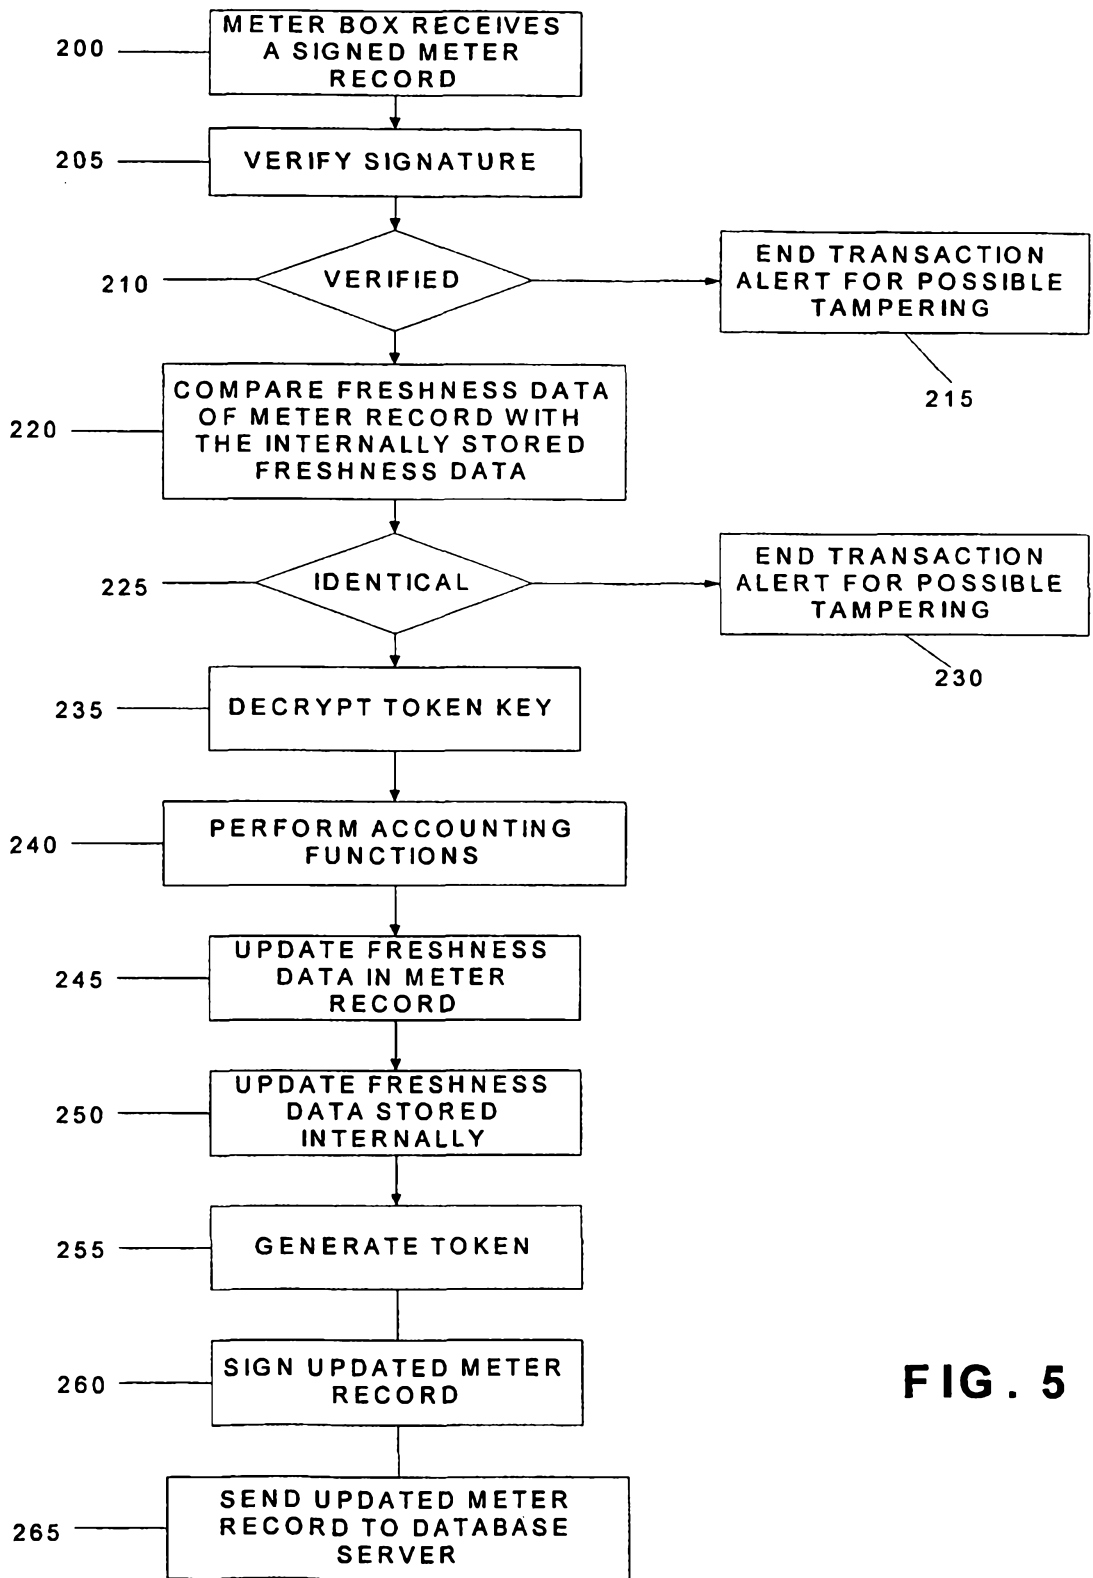 METER BOX RECEIVES
A SIGNED METER
RECORD
200
VERIFY SIGNATURE
205
VERIFIED
210
END TRANSACTION
ALERT FOR POSSIBLE
TAMPERING
215
COMPARE FRESHNESS DATA
OF METER RECORD WITH
THE INTERNALLY STORED
FRESHNESS DATA
220
IDENTICAL
225
END TRANSACTION
ALERT FOR POSSIBLE
TAMPERING
230
DECRYPT TOKEN KEY
235
PERFORM ACCOUNTING
FUNCTIONS
240
UPDATE FRESHNESS
DATA IN METER
RECORD
245
UPDATE FRESHNESS
DATA STORED
INTERNALLY
250
GENERATE TOKEN
255
SIGN UPDATED METER
RECORD
260
FIG. 5
SEND UPDATED METER
RECORD TO DATABASE
SERVER
265